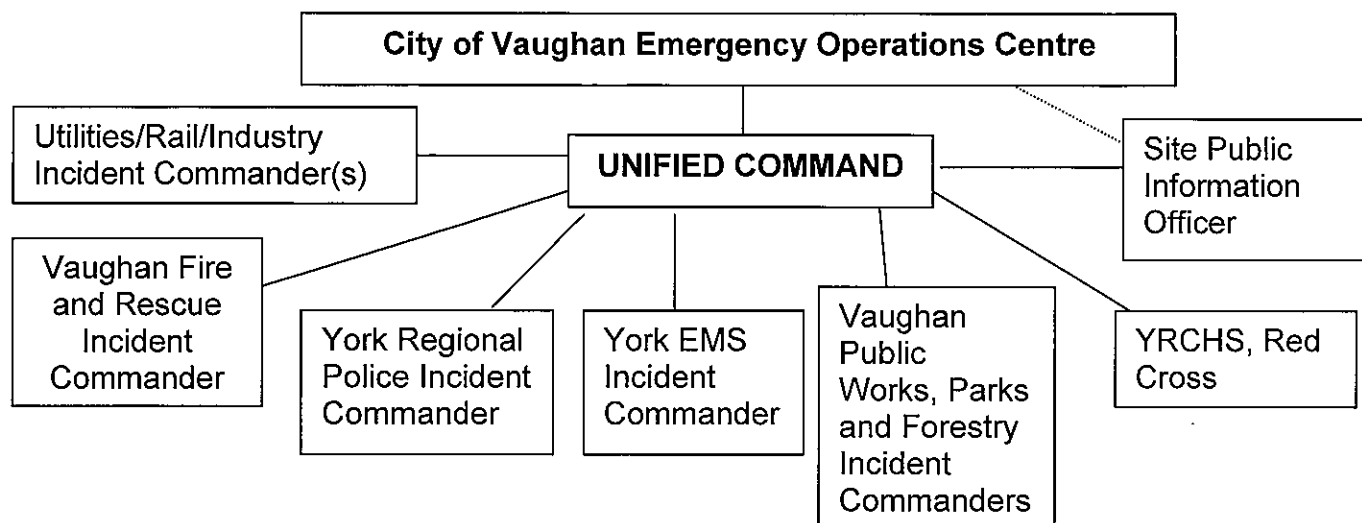 City of Vaughan Emergency Operations Centre
Utilities/Rail/Industry
Incident Commander(s)
UNIFIED COMMAND
Site Public
Information
Officer
Vaughan Fire
and Rescue
Incident
Commander
York Regional
Police Incident
Commander
York EMS
Incident
Commander
Vaughan
Public
Works, Parks
and Forestry
Incident
Commanders
YRCHS, Red
Cross